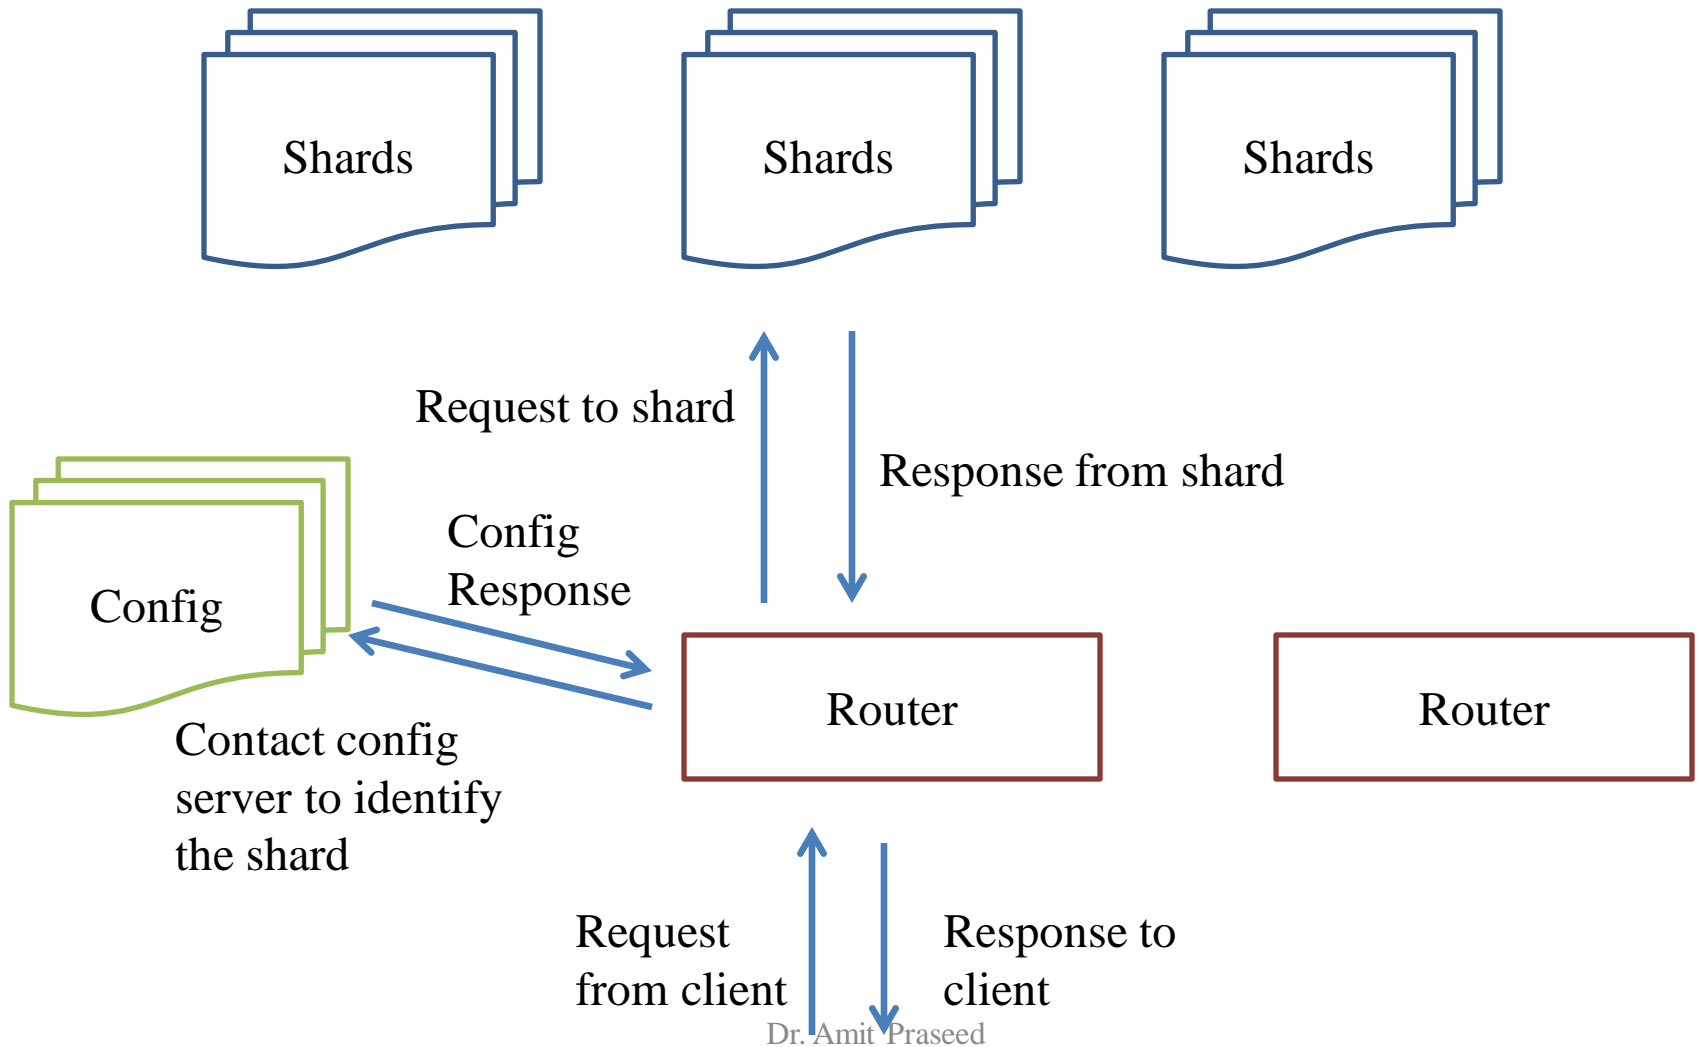 Shards
Shards
Shards
Request to shard
Response from shard
Config
Response
Config
Router
Router
Contact config
server to identify
the shard
Request
from client
Response to
client
Dr. Amit Praseed